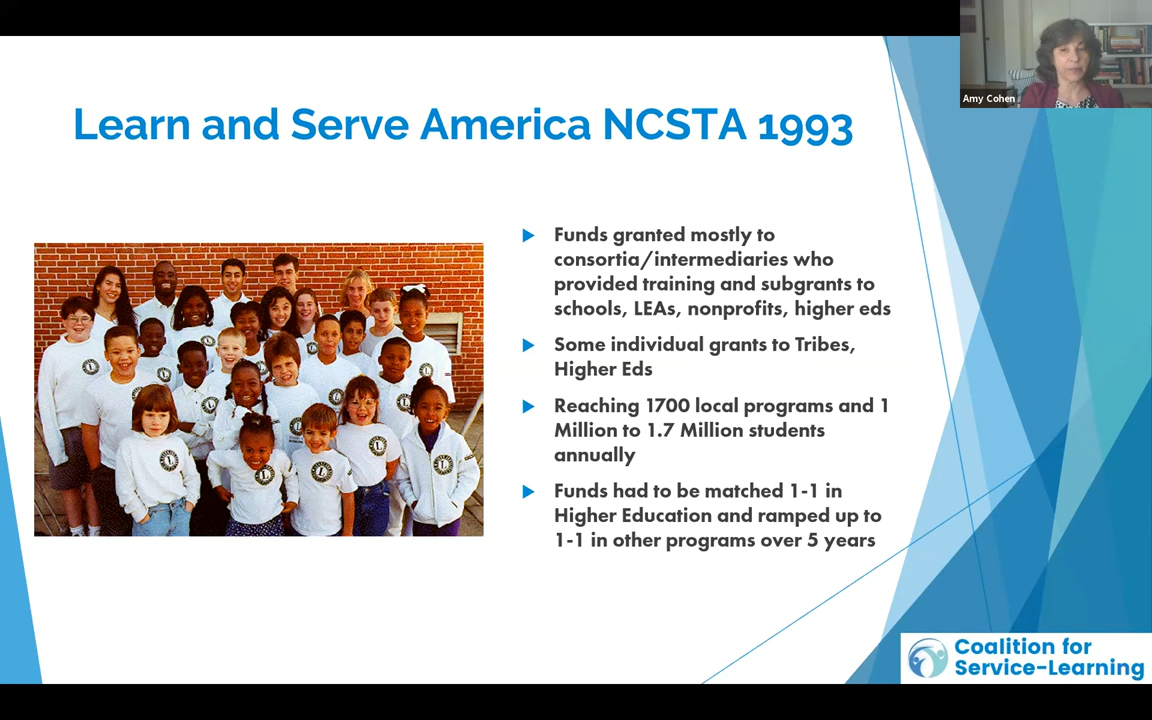 Amy Cohen
Learn and Serve America NCSTA 1993
Funds granted mostly to
consortia/intermediaries who
provided training and subgrants to
schools, LEAs, nonprofits, higher eds
Some individual grants to Tribes,
Higher Eds
Reaching 1700 local programs and 1
Million to 1.7 Million students
annually
Funds had to be matched 1-1 in
Higher Education and ramped up to
1-1 in other programs over 5 years
Coalition for
Service-Learning